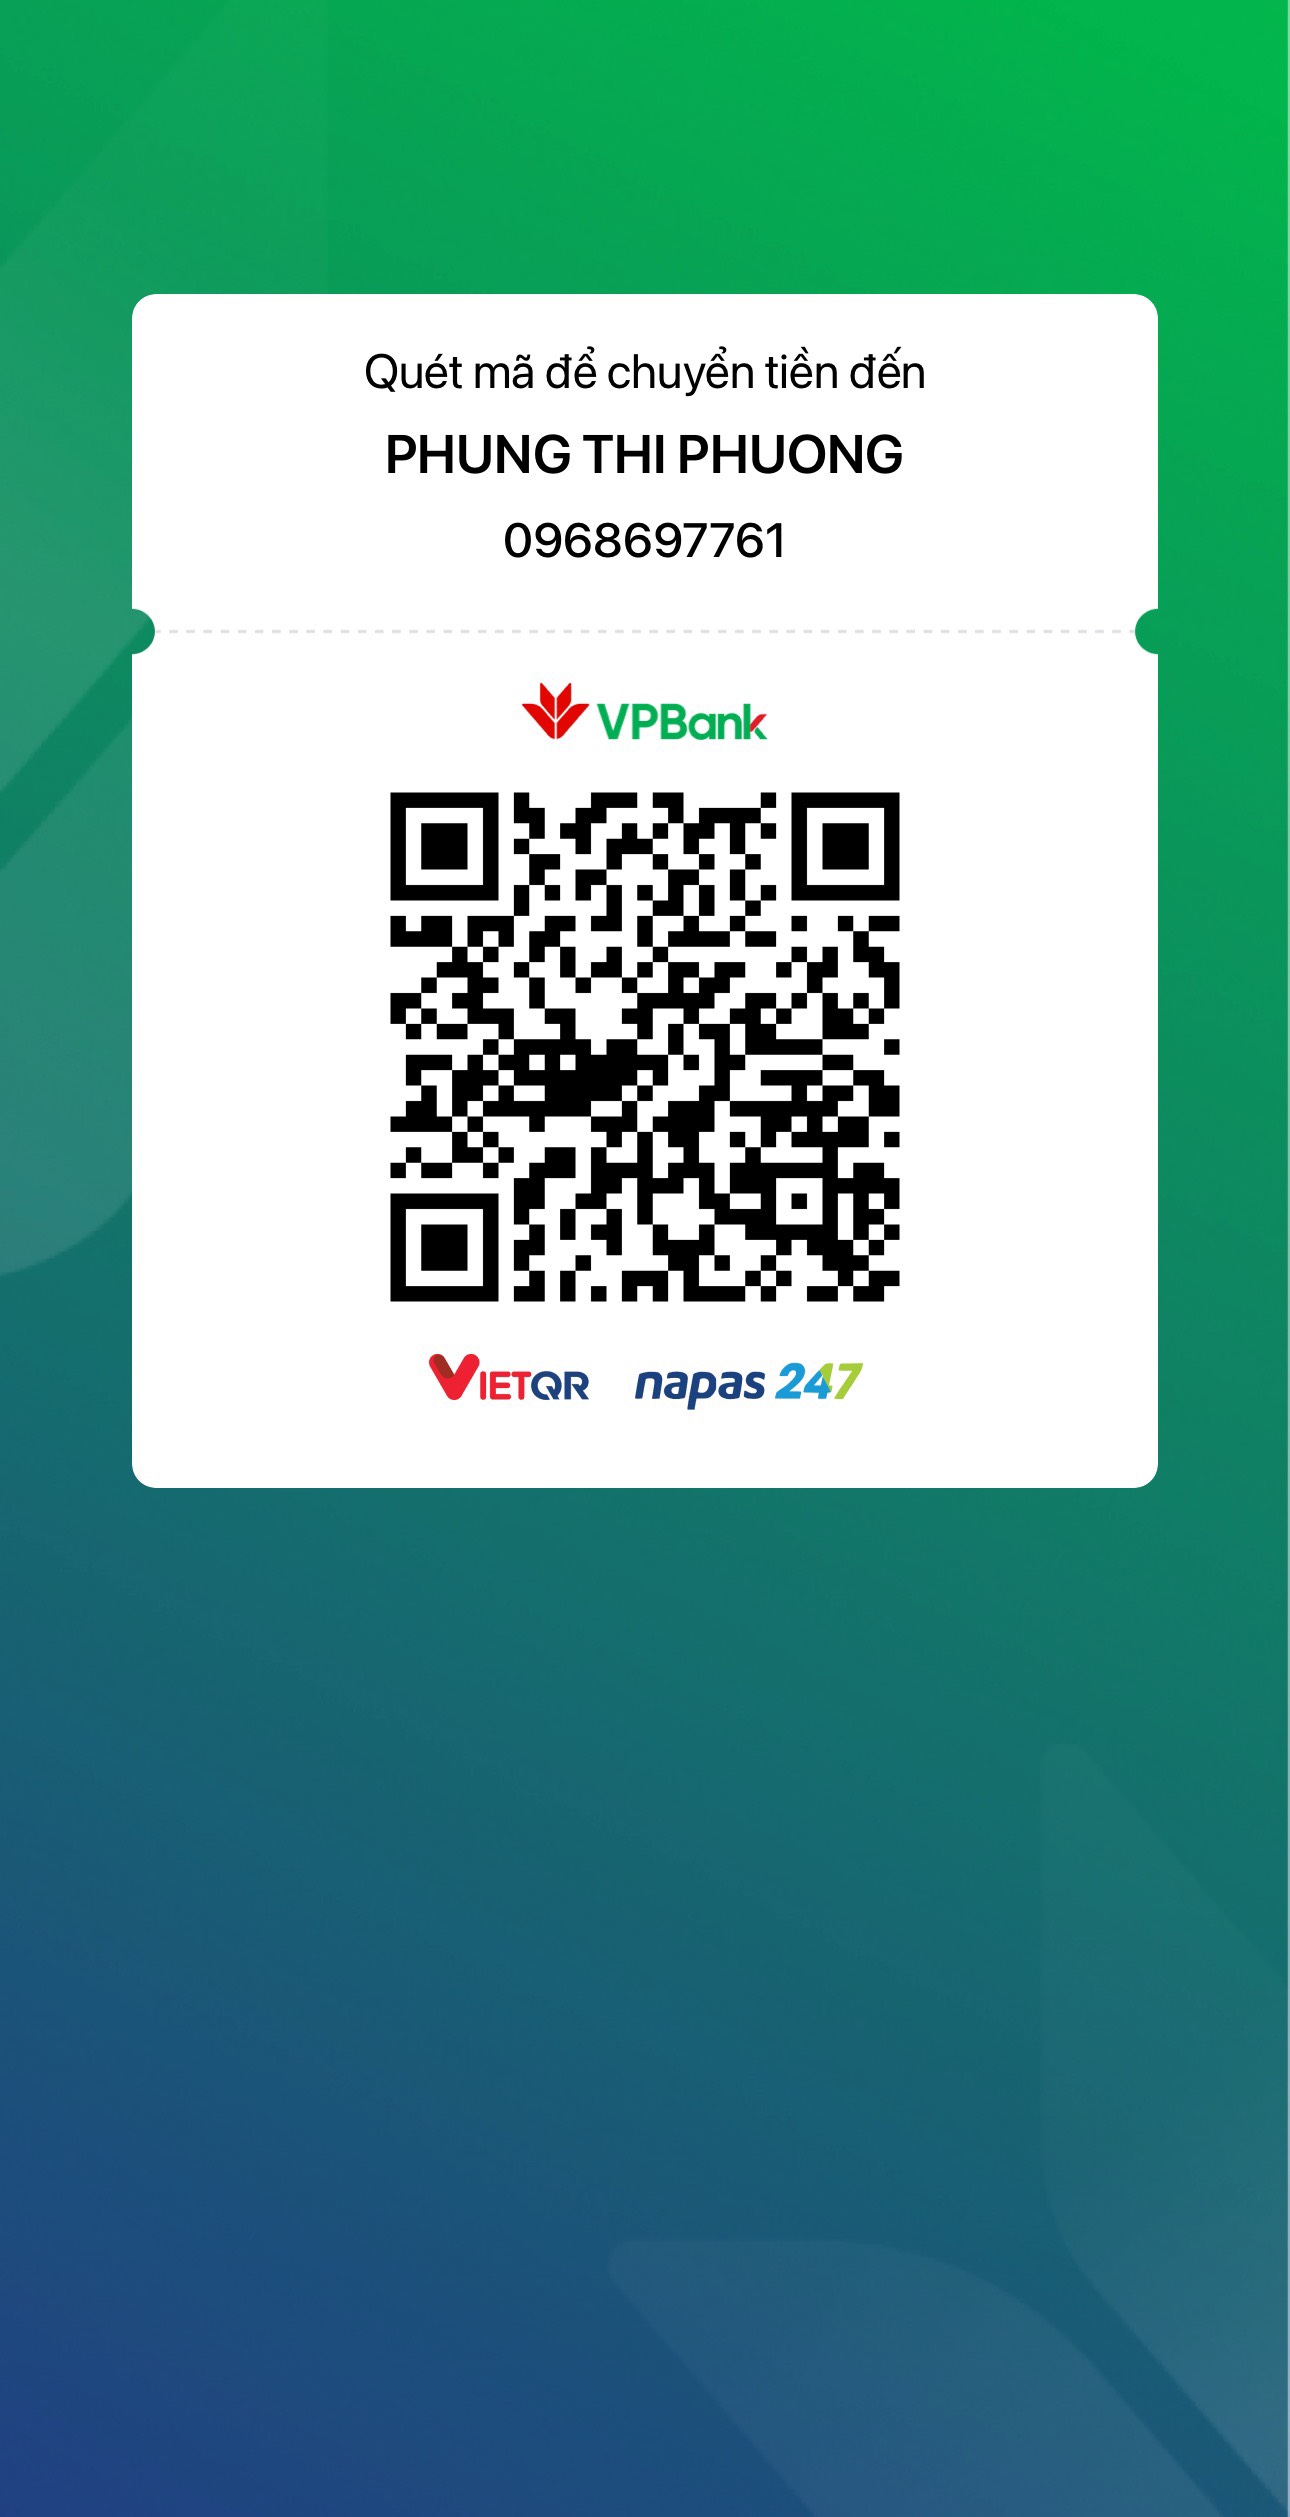 Quét mã để chuyển tiền đến
PHUNG THI PHUONG
0968697761
VPBank
VIETQR napas 247